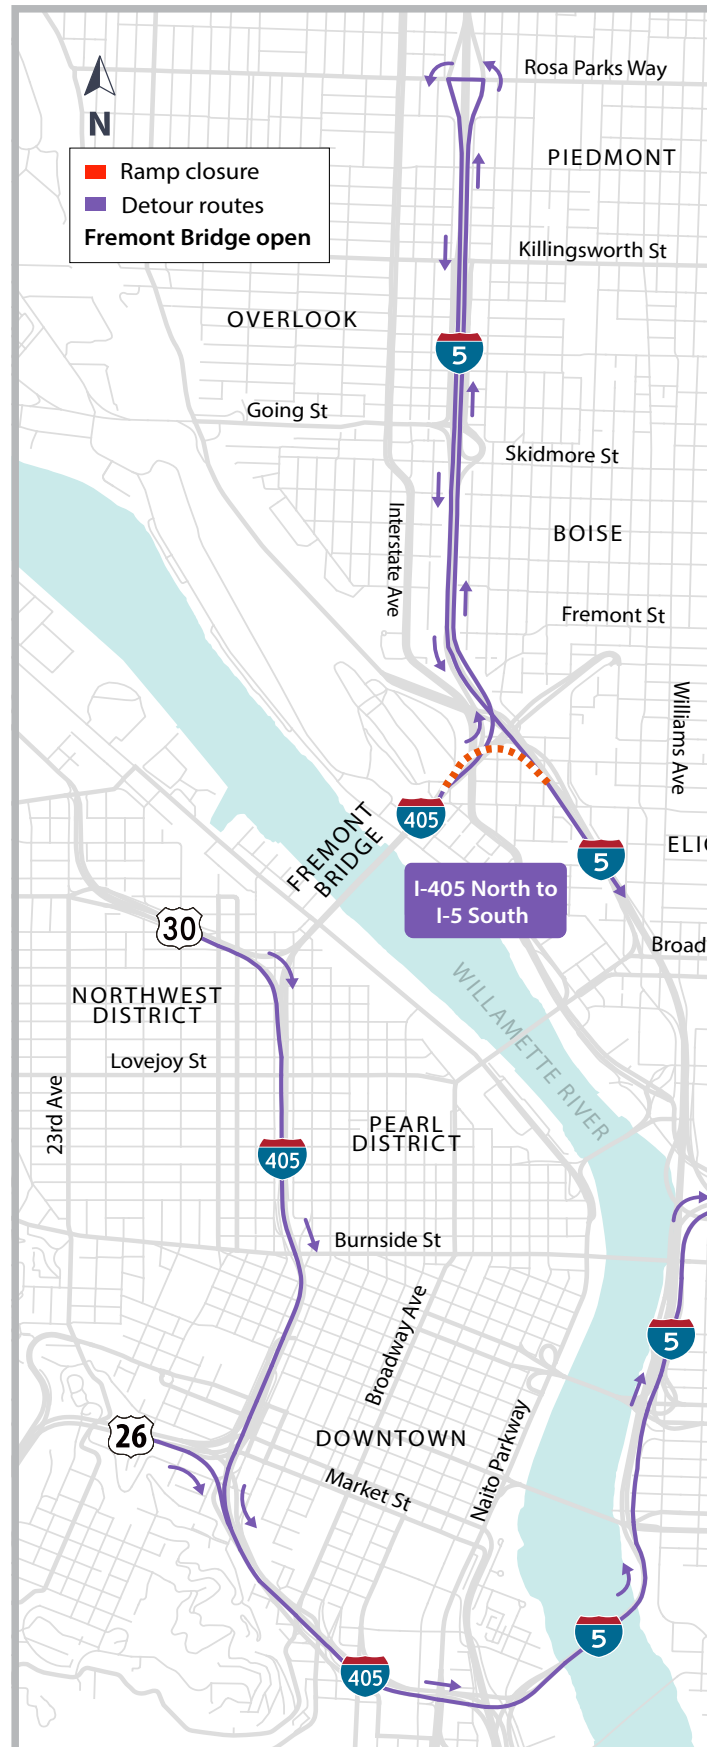 Rosa Parks Way
N
PIEDMONT
Ramp closure
Detour routes
Fremont Bridge open
Killingsworth St
OVERLOOK
5
Going St
Skidmore St
Interstate Ave
BOISE
Fremont St
Williams Ave
405
FREMONT
BRIDGE
5
ELIO
I-405 North to
I-5 South
30
Broad
WILLAMETTE RIVER
NORTHWEST
DISTRICT
Lovejoy St
23rd Ave
PEARL
DISTRICT
405
Burnside St
Broadway Ave
5
26
DOWNTOWN
Naito Parkway
Market St
5
405